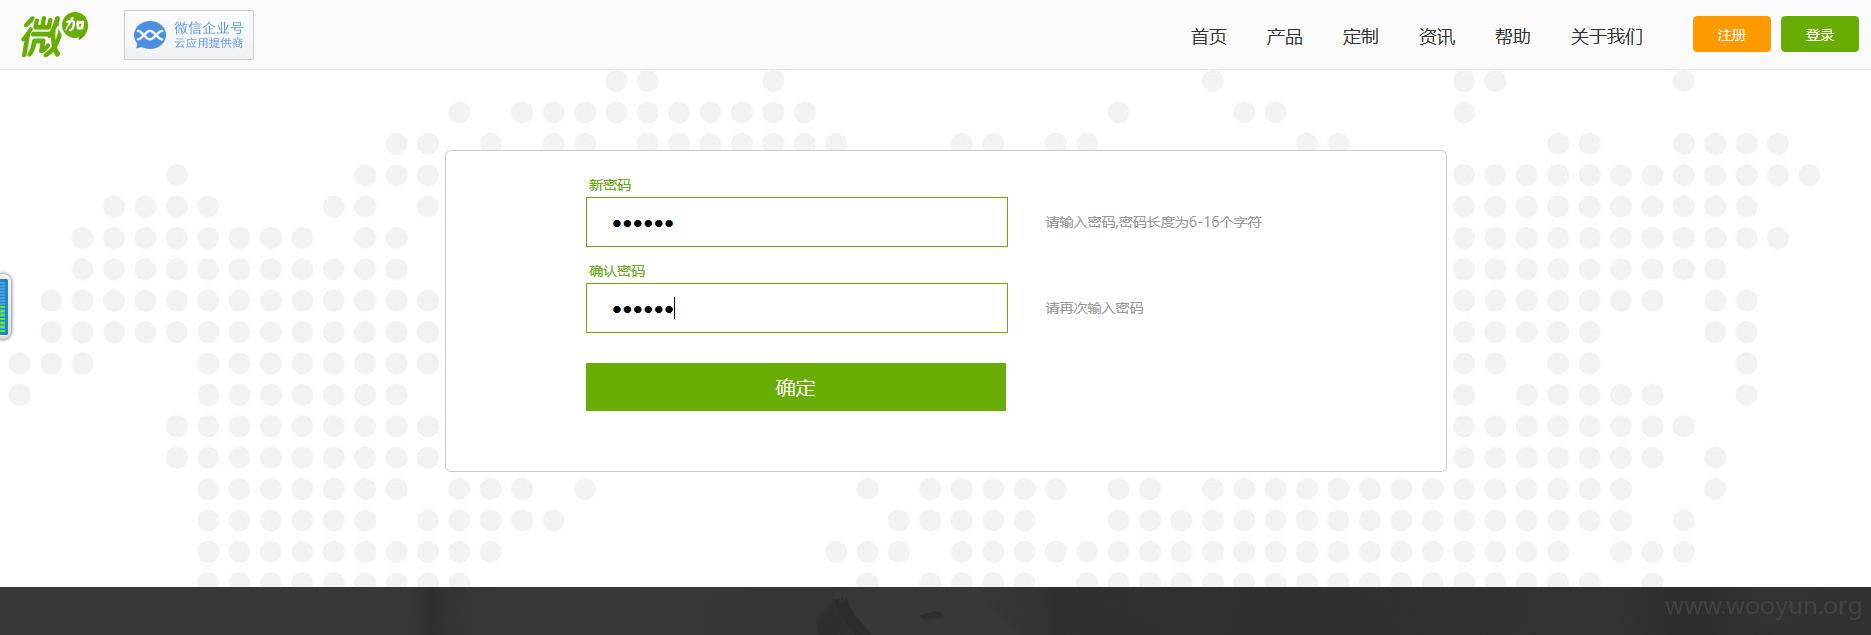 微加
微信企业号
云应用提供商
首页 产品 定制 资讯 帮助 关于我们 注册 登录
新密码
●●●●●● 请输入密码,密码长度为6-16个字符
确认密码
●●●●●● 请再次输入密码
确定
www.wooyun.org